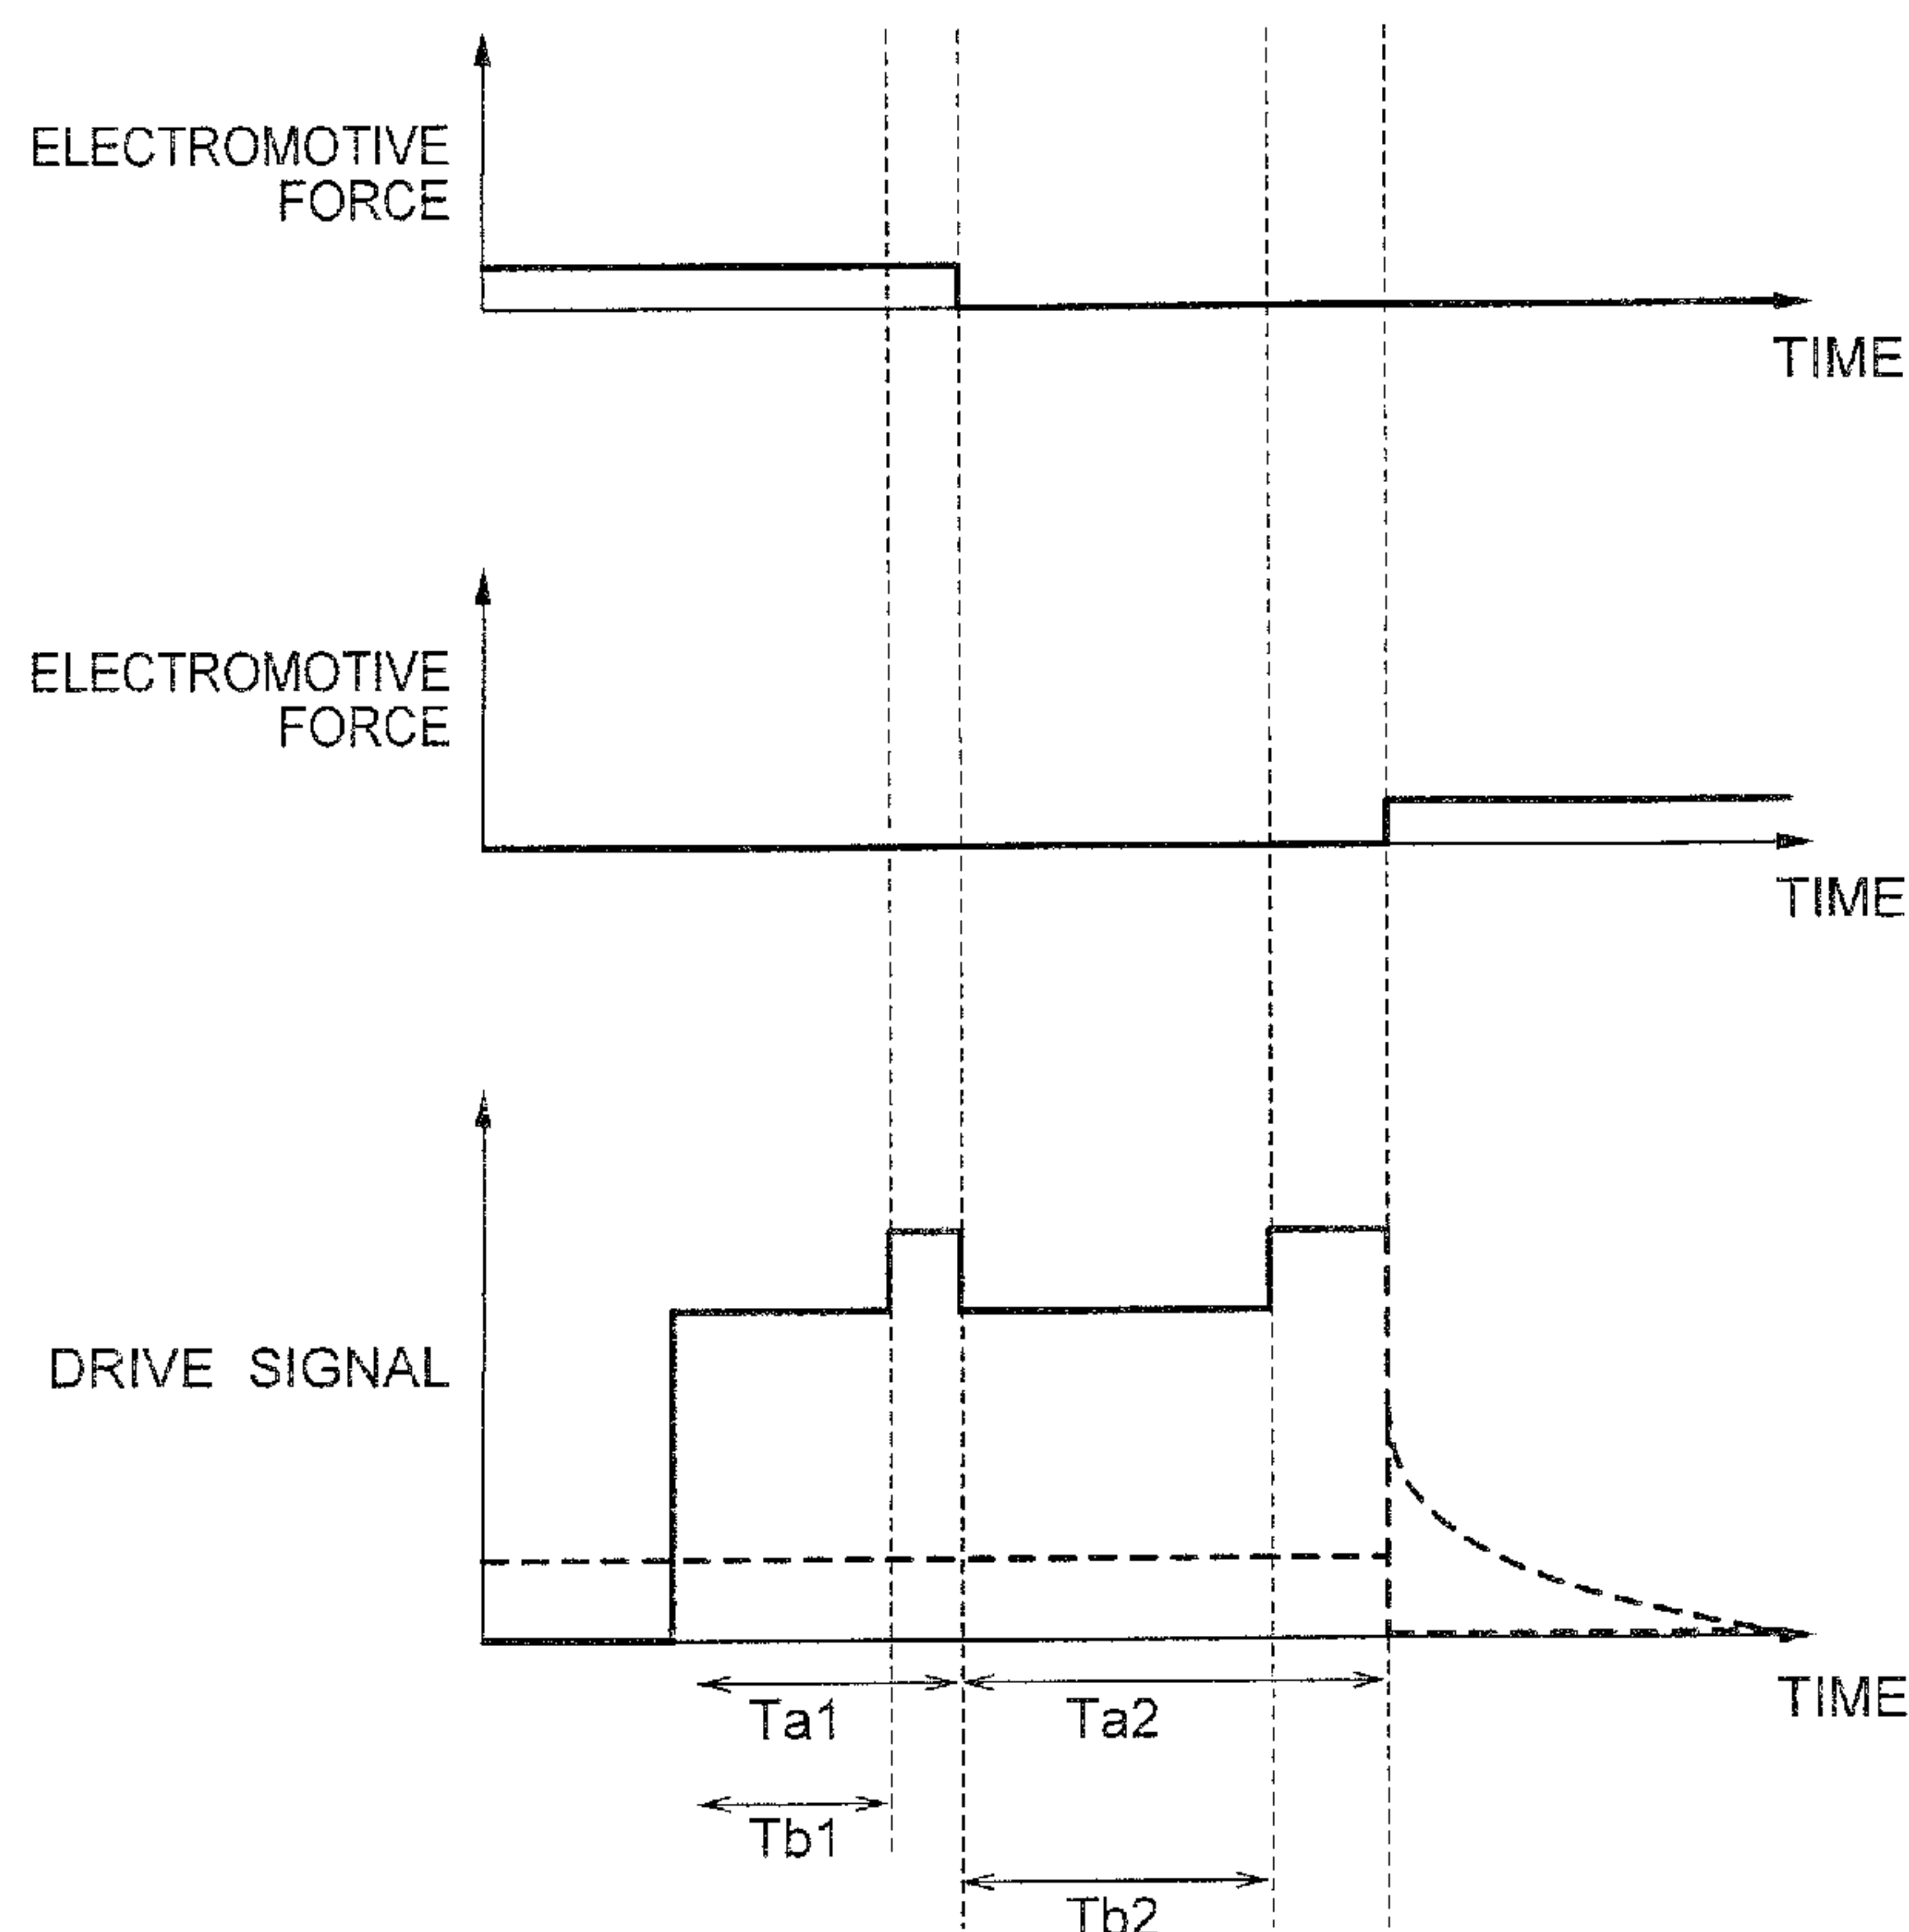 ELECTROMOTIVE
FORCE
TIME
ELECTROMOTIVE
FORCE
TIME
DRIVE SIGNAL
TIME
Ta1
Ta2
Tb1
Tb2